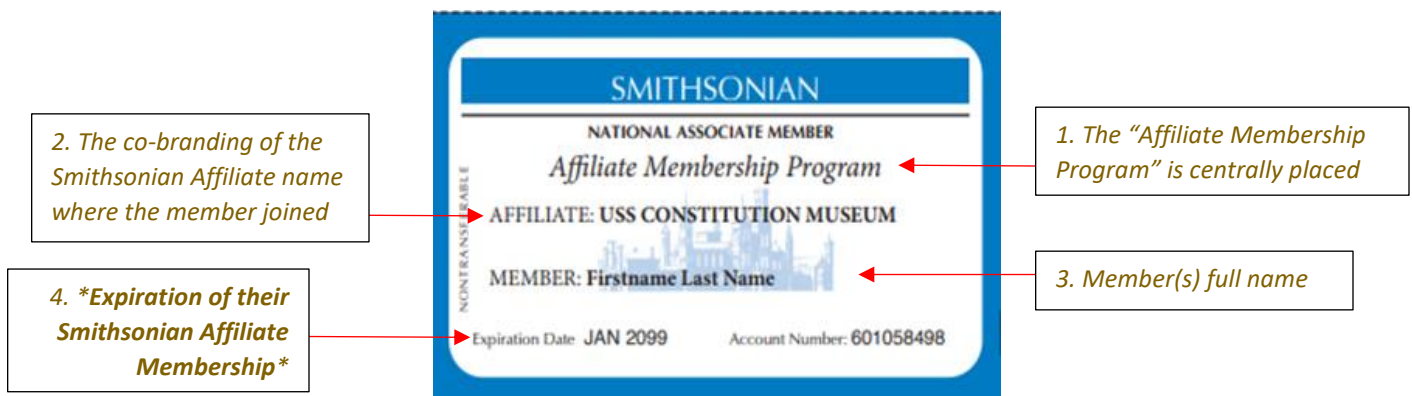 SMITHSONIAN
NATIONAL ASSOCIATE MEMBER
Affiliate Membership Program
AFFILIATE: USS CONSTITUTION MUSEUM
MEMBER: Firstname Last Name
Expiration Date JAN 2099 Account Number: 601058498
NONTRANSFERABLE
1. The “Affiliate Membership
Program” is centrally placed
2. The co-branding of the
Smithsonian Affiliate name
where the member joined
3. Member(s) full name
4. *Expiration of their
Smithsonian Affiliate
Membership*